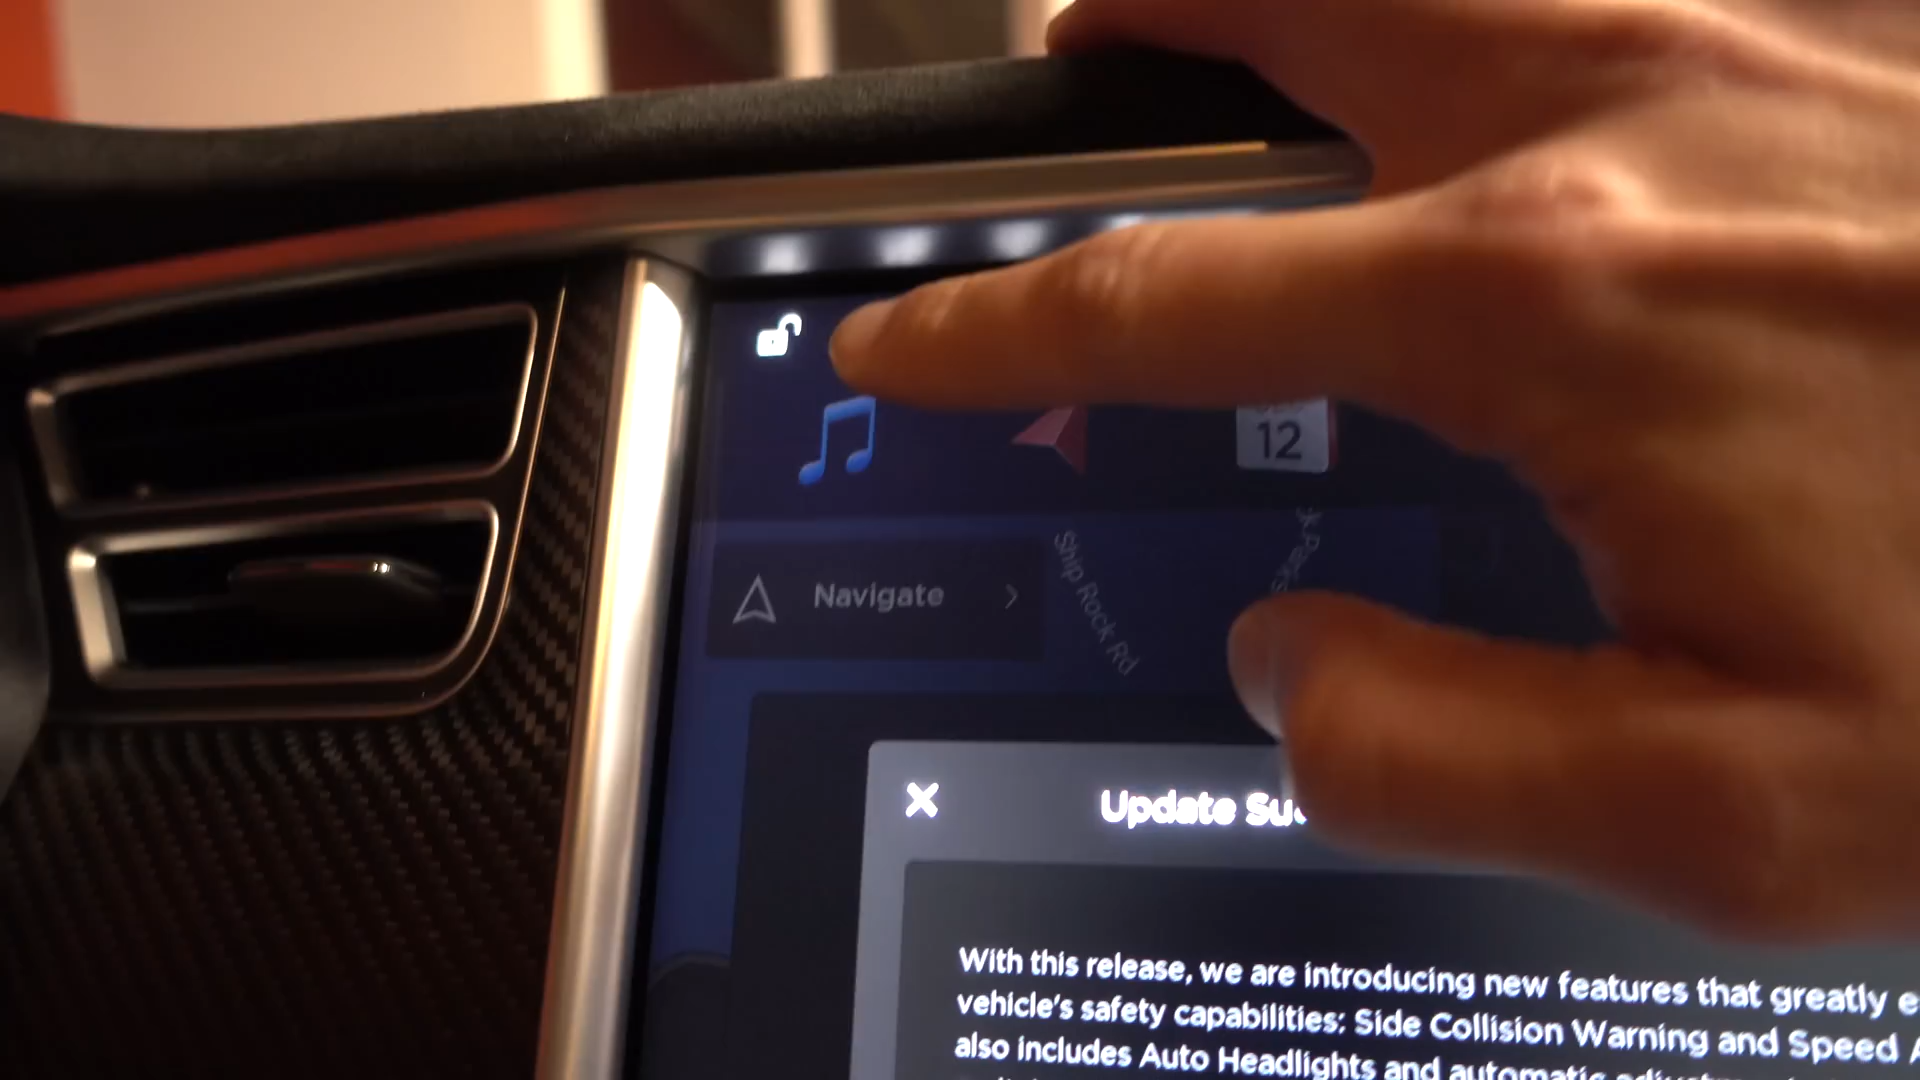 12
Navigate
Ship Rock Rd
Update
With this release, we are introducing new features that greatly
vehicle's safety capabilities: Side Collision Warning and Speed
also includes Auto Headlights and automatic